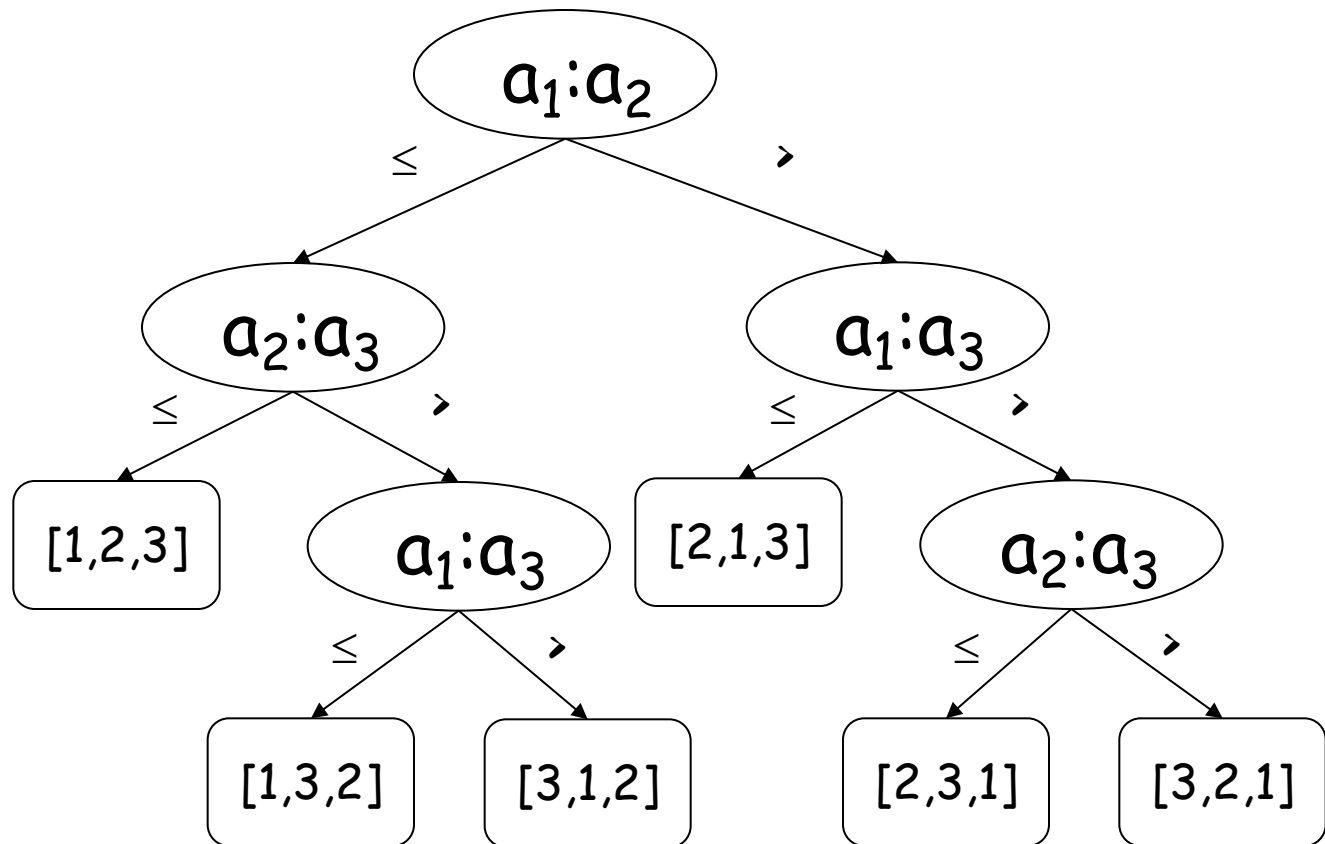 a₁:a₂
≤ >
a₂:a₃ a₁:a₃
≤ > ≤ >
[1,2,3] a₁:a₃ [2,1,3] a₂:a₃
≤ > ≤ >
[1,3,2] [3,1,2] [2,3,1] [3,2,1]